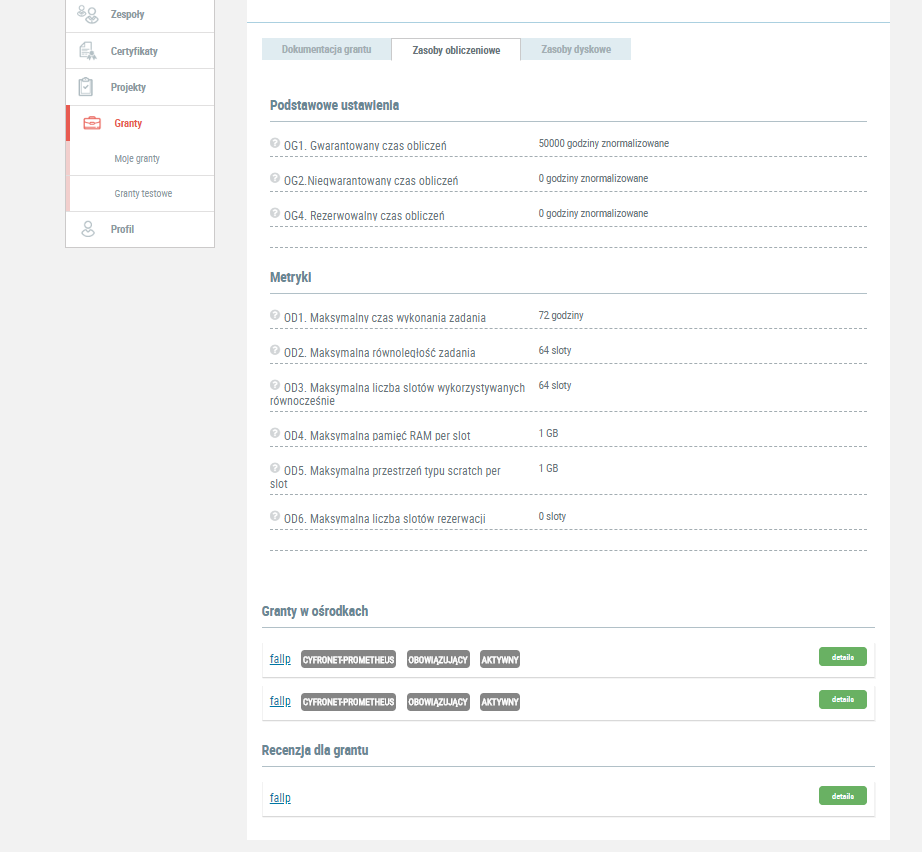 Zespoły
Certyfikaty
Projekty
Granty
Moje granty
Granty testowe
Profil
Dokumentacja grantu
Zasoby obliczeniowe
Zasoby dyskowe
Podstawowe ustawienia
OG1. Gwarantowany czas obliczeń 50000 godziny znormalizowane
OG2.Niegwarantowany czas obliczeń 0 godziny znormalizowane
OG4. Rezerwowalny czas obliczeń 0 godziny znormalizowane
Metryki
OD1. Maksymalny czas wykonania zadania 72 godziny
OD2. Maksymalna równoległość zadania 64 sloty
OD3. Maksymalna liczba slotów wykorzystywanych 64 sloty
równocześnie
OD4. Maksymalna pamięć RAM per slot 1 GB
OD5. Maksymalna przestrzeń typu scratch per 1 GB
slot
OD6. Maksymalna liczba slotów rezerwacji 0 sloty
Granty w ośrodkach
fallp CYFRONET-PROMETHEUS OBOWIĄZUJĄCY AKTYWNY details
fallp CYFRONET-PROMETHEUS OBOWIĄZUJĄCY AKTYWNY details
Recenzja dla grantu
fallp details